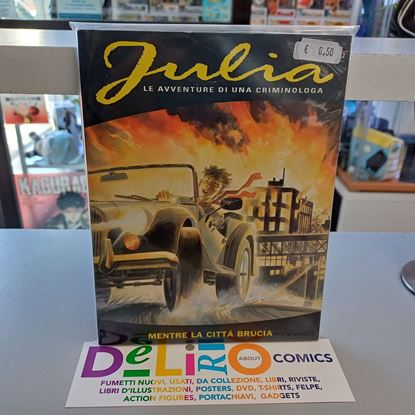 € 6,50
Julia
LE AVVENTURE DI UNA CRIMINOLOGA
KAGURA
MENTRE LA CITTÀ BRUCIA
DeLiRiO ABOUT COMICS
FUMETTI NUOVI, USATI, DA COLLEZIONE, LIBRI, RIVISTE,
LIBRI D'ILLUSTRAZIONI, POSTERS, DVD, T-SHIRTS, FELPE,
ACTION FIGURES, PORTACHIAVI, GADGETS